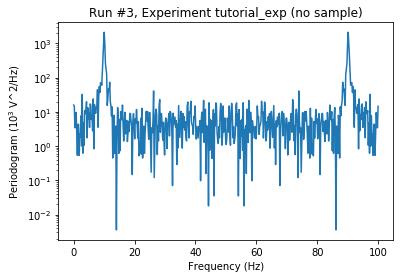 Run #3, Experiment tutorial_exp (no sample)
Periodogram (10³ V^2/Hz)
10³
10²
10¹
10⁰
10⁻¹
10⁻²
0 20 40 60 80 100
Frequency (Hz)